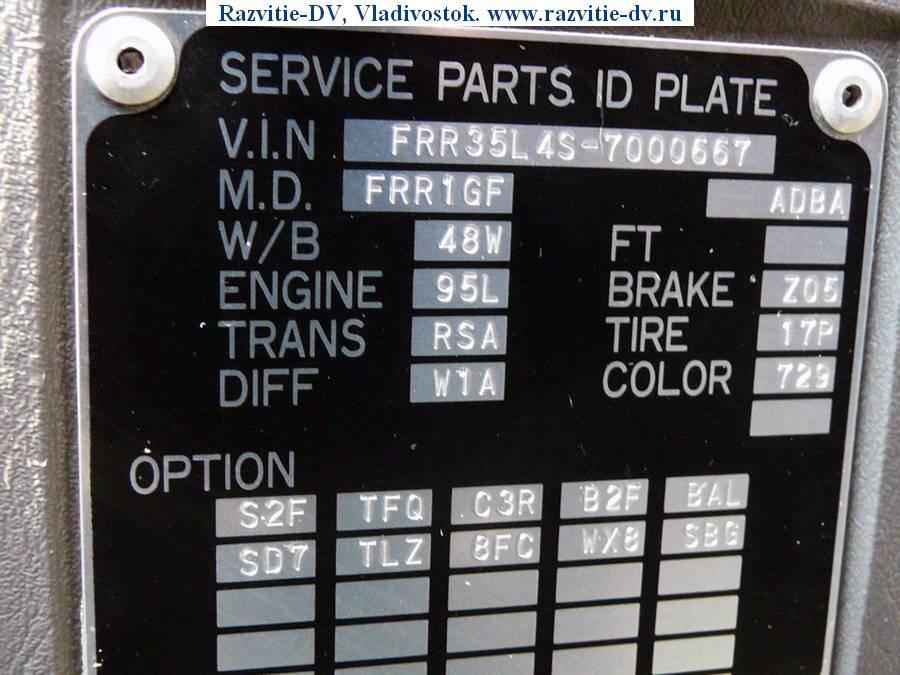 Razvitie-DV, Vladivostok. www.razvitie-dv.ru
SERVICE PARTS ID PLATE
V.I.N FRR35L4S-7000667
M.D. FRR1GF ADBA
W/B 48W FT
ENGINE 95L BRAKE Z05
TRANS RSA TIRE 17P
DIFF W1A COLOR 729
OPTION
S2F TFQ C3R B2F BAL
SD7 TLZ 8FC WX8 SBG